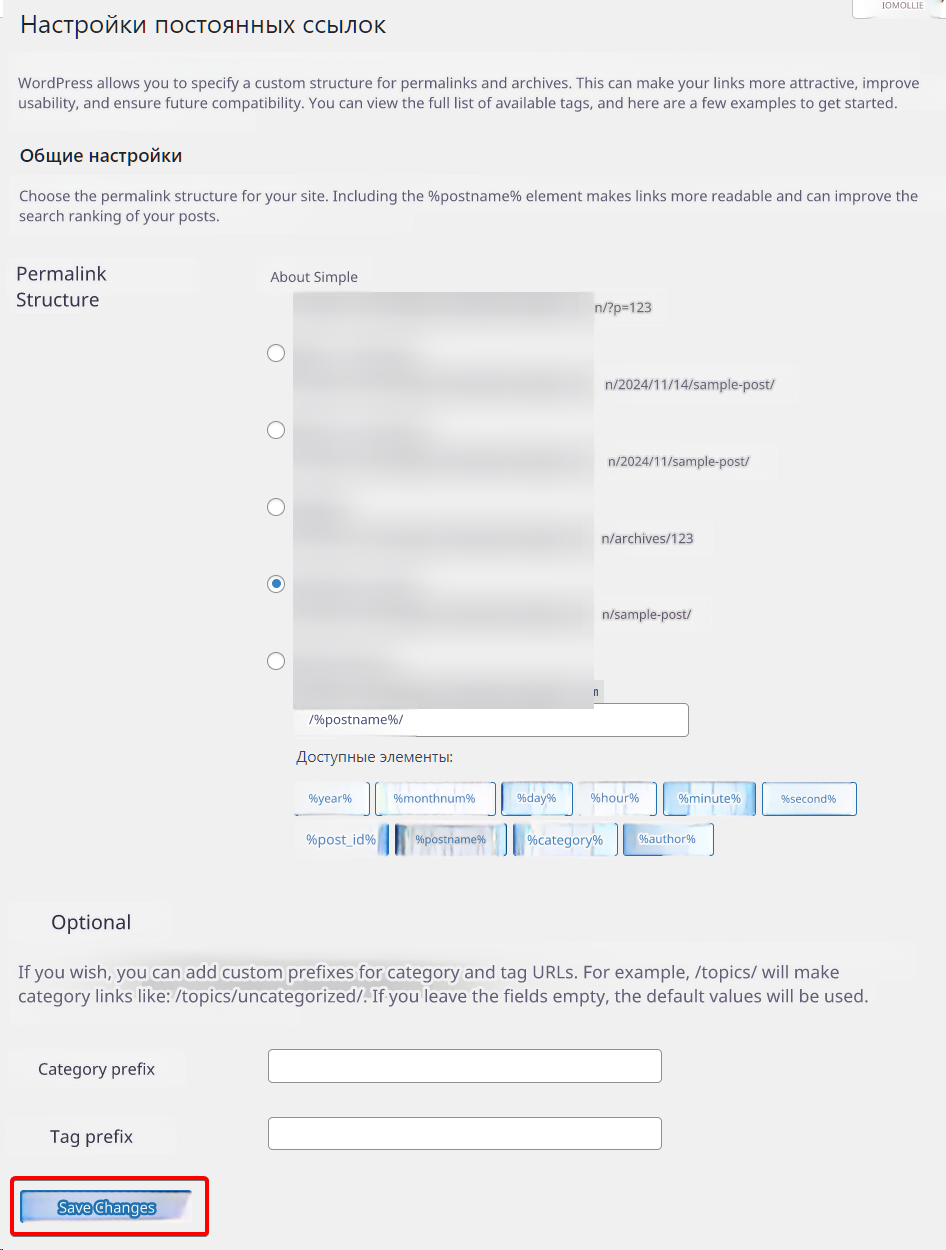 IOMOLLIE
Настройки постоянных ссылок
WordPress allows you to specify a custom structure for permalinks and archives. This can make your links more attractive, improve
usability, and ensure future compatibility. You can view the full list of available tags, and here are a few examples to get started.
Общие настройки
Choose the permalink structure for your site. Including the %postname% element makes links more readable and can improve the
search ranking of your posts.
Permalink
Structure
About Simple
n/?p=123
n/2024/11/14/sample-post/
n/2024/11/sample-post/
n/archives/123
n/sample-post/
/%postname%/
Доступные элементы:
%year% %monthnum% %day% %hour% %minute% %second%
%post_id% %postname% %category% %author%
Optional
If you wish, you can add custom prefixes for category and tag URLs. For example, /topics/ will make
category links like: /topics/uncategorized/. If you leave the fields empty, the default values will be used.
Category prefix
Tag prefix
Save Changes